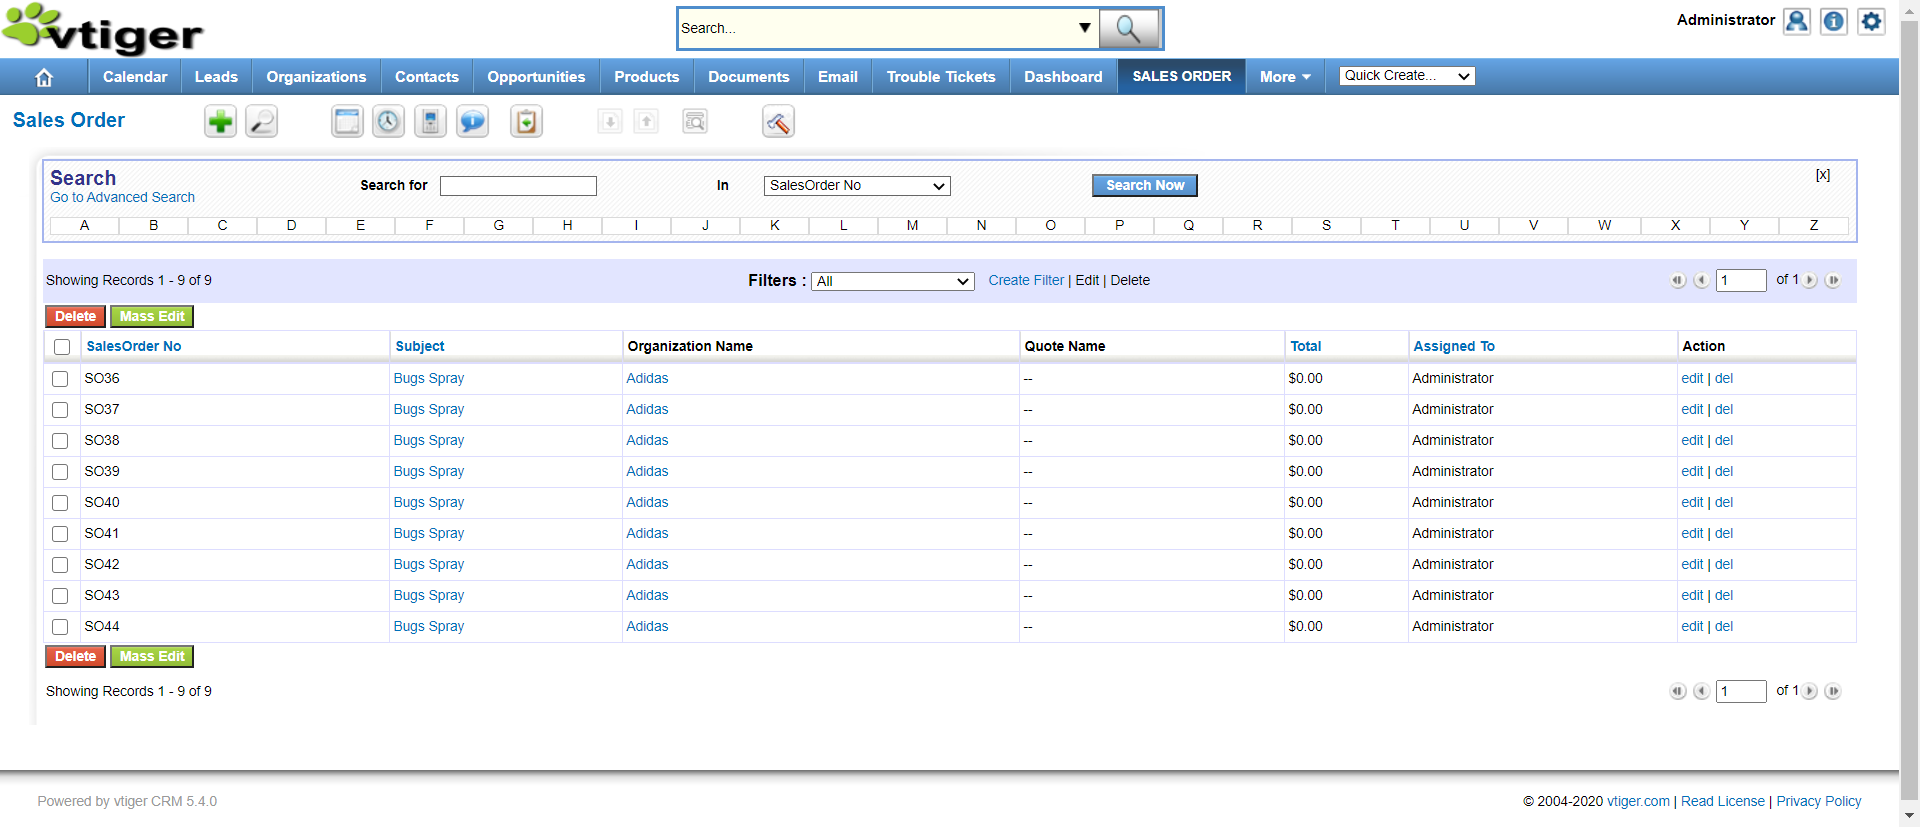 vtiger
Search...
Administrator
Calendar Leads Organizations Contacts Opportunities Products Documents Email Trouble Tickets Dashboard SALES ORDER More Quick Create...
Sales Order
Search
Go to Advanced Search
Search for In SalesOrder No Search Now [x]
A B C D E F G H I J K L M N O P Q R S T U V W X Y Z
Showing Records 1 - 9 of 9 Filters : All Create Filter | Edit | Delete 1 of 1
Delete Mass Edit
SalesOrder No Subject Organization Name Quote Name Total Assigned To Action
SO36 Bugs Spray Adidas -- $0.00 Administrator edit | del
SO37 Bugs Spray Adidas -- $0.00 Administrator edit | del
SO38 Bugs Spray Adidas -- $0.00 Administrator edit | del
SO39 Bugs Spray Adidas -- $0.00 Administrator edit | del
SO40 Bugs Spray Adidas -- $0.00 Administrator edit | del
SO41 Bugs Spray Adidas -- $0.00 Administrator edit | del
SO42 Bugs Spray Adidas -- $0.00 Administrator edit | del
SO43 Bugs Spray Adidas -- $0.00 Administrator edit | del
SO44 Bugs Spray Adidas -- $0.00 Administrator edit | del
Delete Mass Edit
Showing Records 1 - 9 of 9 1 of 1
Powered by vtiger CRM 5.4.0 © 2004-2020 vtiger.com | Read License | Privacy Policy